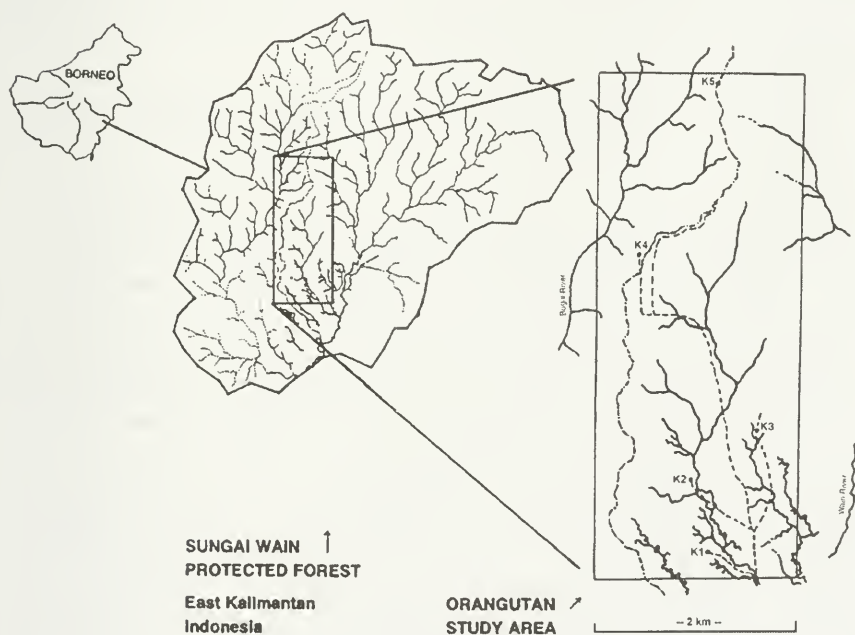 BORNEO
K5
K4
Buga River
K3
K2
Wain River
K1
SUNGAI WAIN
PROTECTED FOREST
East Kalimantan
Indonesia
ORANGUTAN
STUDY AREA
-- 2 km --